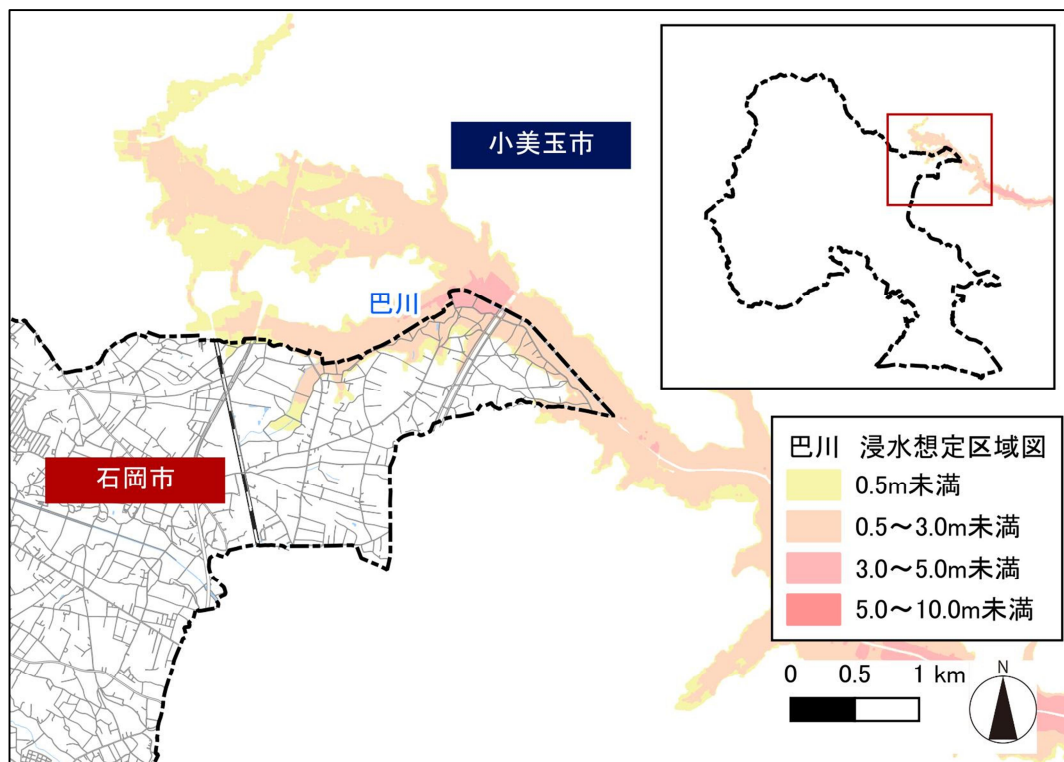 小美玉市
巴川
石岡市
巴川 浸水想定区域図
0.5m未満
0.5～3.0m未満
3.0～5.0m未満
5.0～10.0m未満
0 0.5 1 km
N